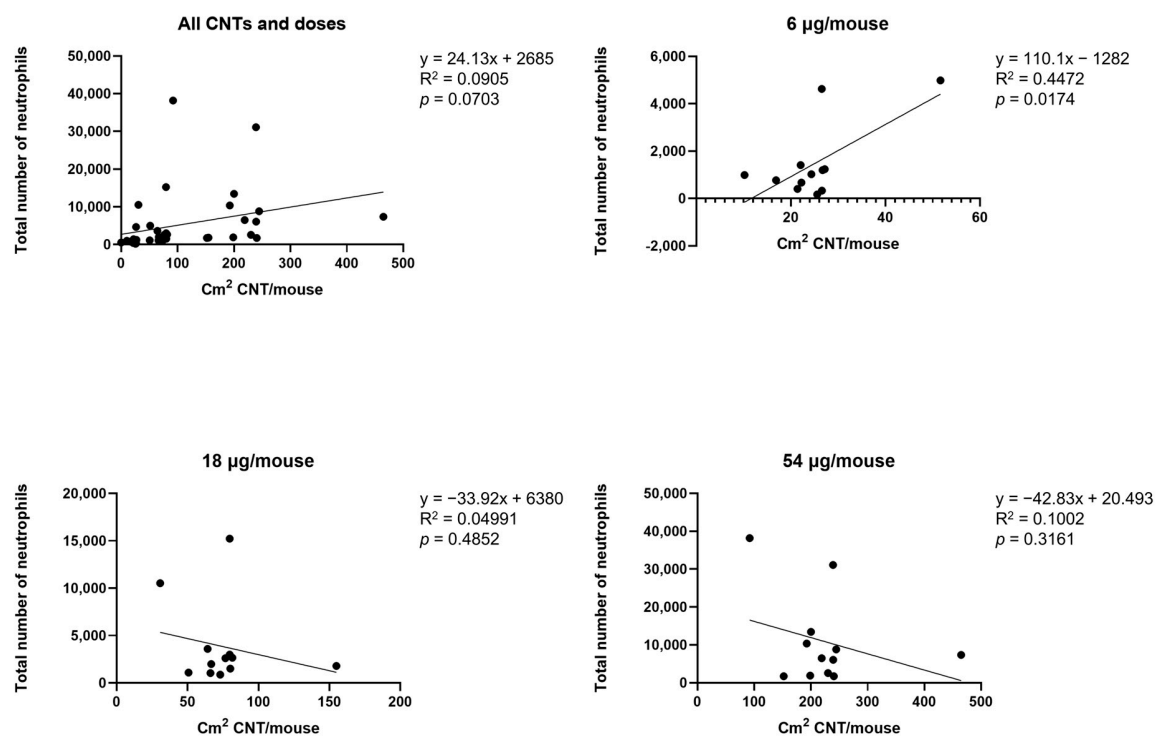 All CNTs and doses
Total number of neutrophils
50,000
40,000
30,000
20,000
10,000
0
0 100 200 300 400 500
Cm² CNT/mouse
y = 24.13x + 2685
R² = 0.0905
p = 0.0703
6 µg/mouse
Total number of neutrophils
6,000
4,000
2,000
0
-2,000
20 40 60
Cm² CNT/mouse
y = 110.1x − 1282
R² = 0.4472
p = 0.0174
18 µg/mouse
Total number of neutrophils
20,000
15,000
10,000
5,000
0
0 50 100 150 200
Cm² CNT/mouse
y = −33.92x + 6380
R² = 0.04991
p = 0.4852
54 µg/mouse
Total number of neutrophils
50,000
40,000
30,000
20,000
10,000
0
0 100 200 300 400 500
Cm² CNT/mouse
y = −42.83x + 20.493
R² = 0.1002
p = 0.3161